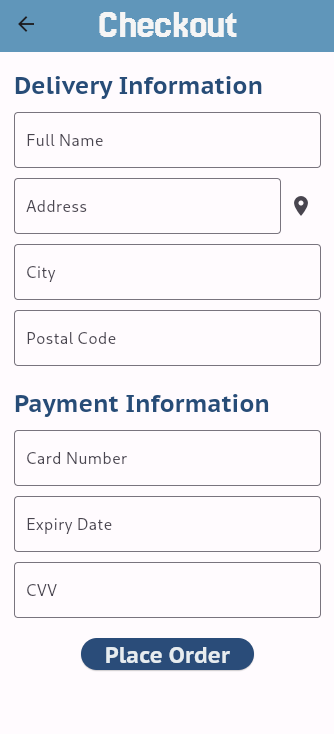 Checkout
Delivery Information
Full Name
Address
City
Postal Code
Payment Information
Card Number
Expiry Date
CVV
Place Order